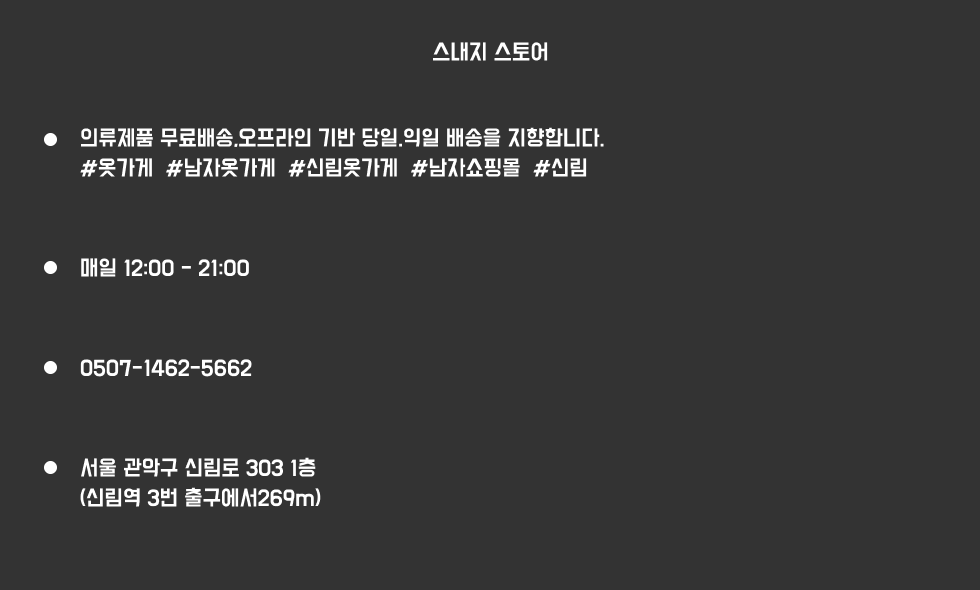 스내지 스토어
● 의류제품 무료배송.오프라인 기반 당일.익일 배송을 지향합니다.
#옷가게 #남자옷가게 #신림옷가게 #남자쇼핑몰 #신림
● 매일 12:00 - 21:00
● 0507-1462-5662
● 서울 관악구 신림로 303 1층
(신림역 3번 출구에서269m)